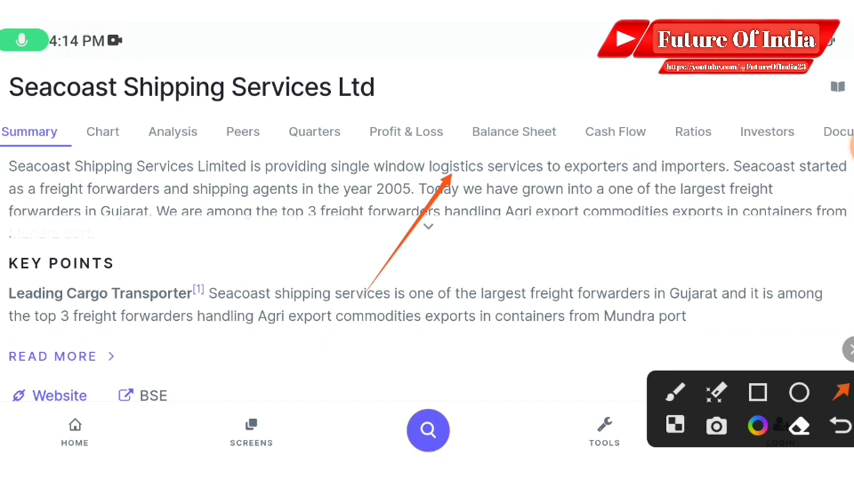 4:14 PM
Future Of India
https://youtube.com/@FutureOfIndia23
Seacoast Shipping Services Ltd
Summary Chart Analysis Peers Quarters Profit & Loss Balance Sheet Cash Flow Ratios Investors Docu
Seacoast Shipping Services Limited is providing single window logistics services to exporters and importers. Seacoast started
as a freight forwarders and shipping agents in the year 2005. Today we have grown into a one of the largest freight
forwarders in Gujarat. We are among the top 3 freight forwarders handling Agri export commodities exports in containers from
KEY POINTS
Leading Cargo Transporter[1] Seacoast shipping services is one of the largest freight forwarders in Gujarat and it is among
the top 3 freight forwarders handling Agri export commodities exports in containers from Mundra port
READ MORE
Website BSE
HOME SCREENS TOOLS LOGIN